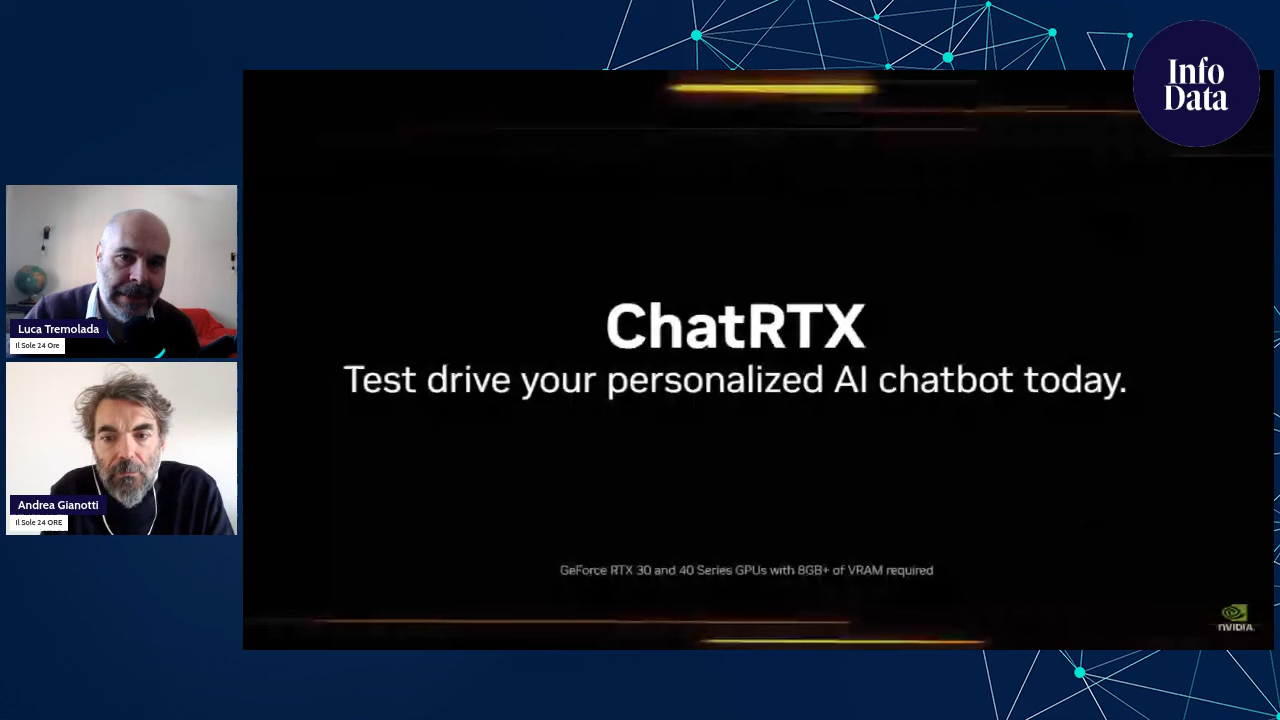 Info
Data
Luca Tremolada
Il Sole 24 Ore
Andrea Gianotti
Il Sole 24 ORE
ChatRTX
Test drive your personalized AI chatbot today.
GeForce RTX 30 and 40 Series GPUs with 8GB+ of VRAM required
nVIDIA.